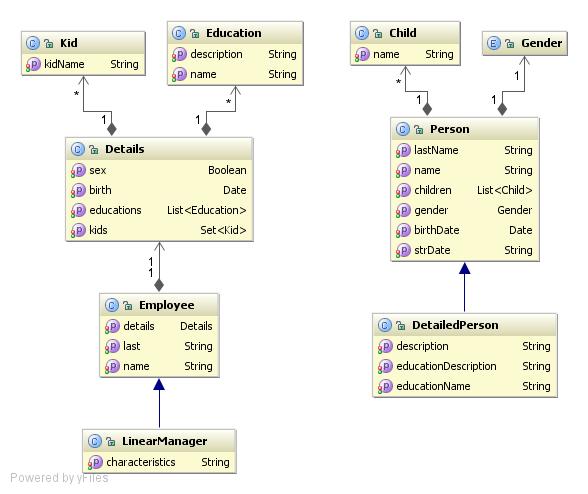 Kid
kidName String
Education
description String
name String
Child
name String
Gender
* 1 1 *
* 1 1 1
Details
sex Boolean
birth Date
educations List<Education>
kids Set<Kid>
Person
lastName String
name String
children List<Child>
gender Gender
birthDate Date
strDate String
1
1
Employee
details Details
last String
name String
DetailedPerson
description String
educationDescription String
educationName String
LinearManager
characteristics String
Powered by yFiles